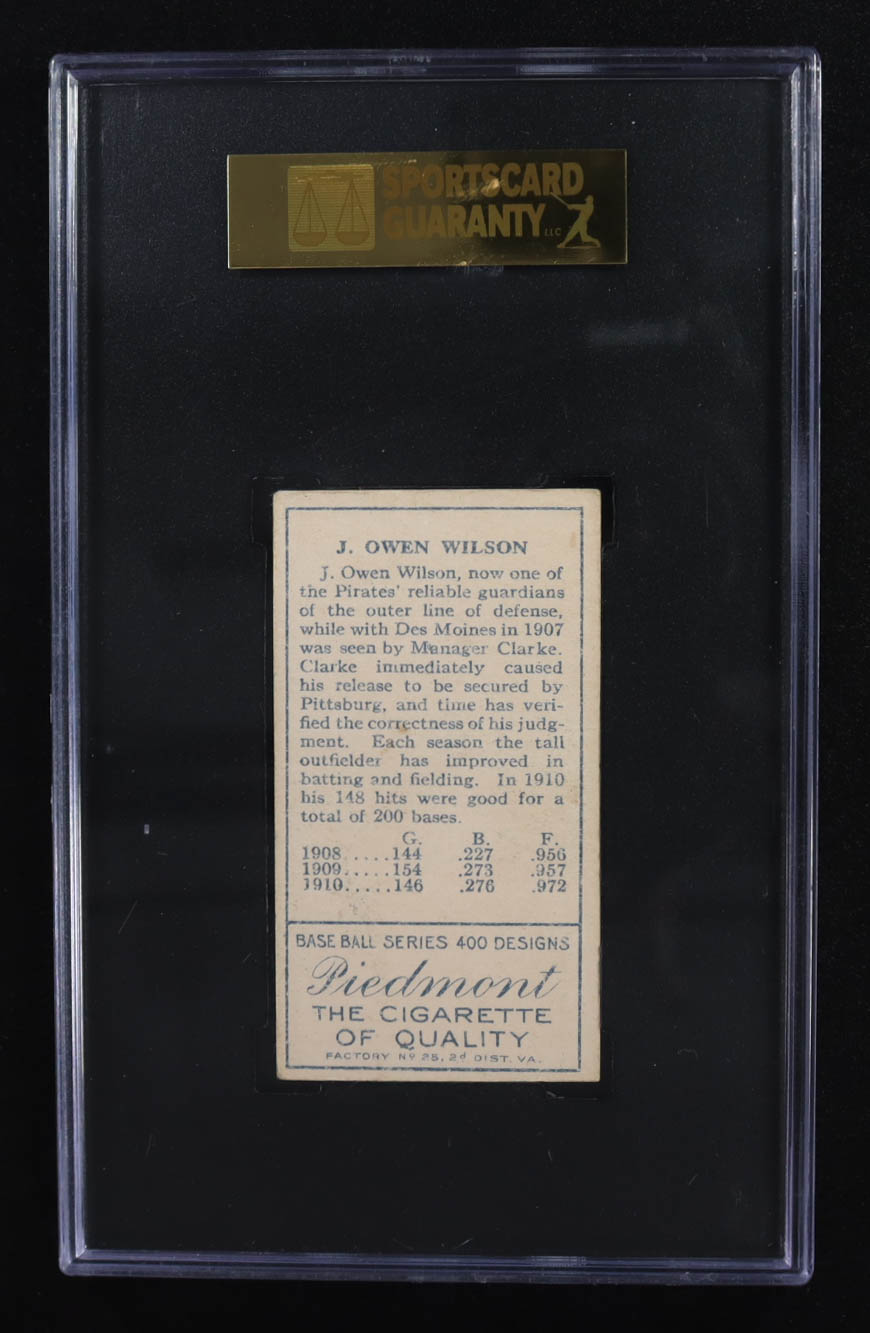 SPORTSCARD
GUARANTY LLC
J. OWEN WILSON
J. Owen Wilson, now one of
the Pirates' reliable guardians
of the outer line of defense,
while with Des Moines in 1907
was seen by Manager Clarke.
Clarke immediately caused
his release to be secured by
Pittsburg, and time has veri-
fied the correctness of his judg-
ment. Each season the tall
outfielder has improved in
batting and fielding. In 1910
his 148 hits were good for a
total of 200 bases.
G. B. F.
1908.....144 .227 .956
1909.....154 .273 .957
1910.....146 .276 .972
BASE BALL SERIES 400 DESIGNS
Piedmont
THE CIGARETTE
OF QUALITY
FACTORY Nº 25, 2d DIST. VA.